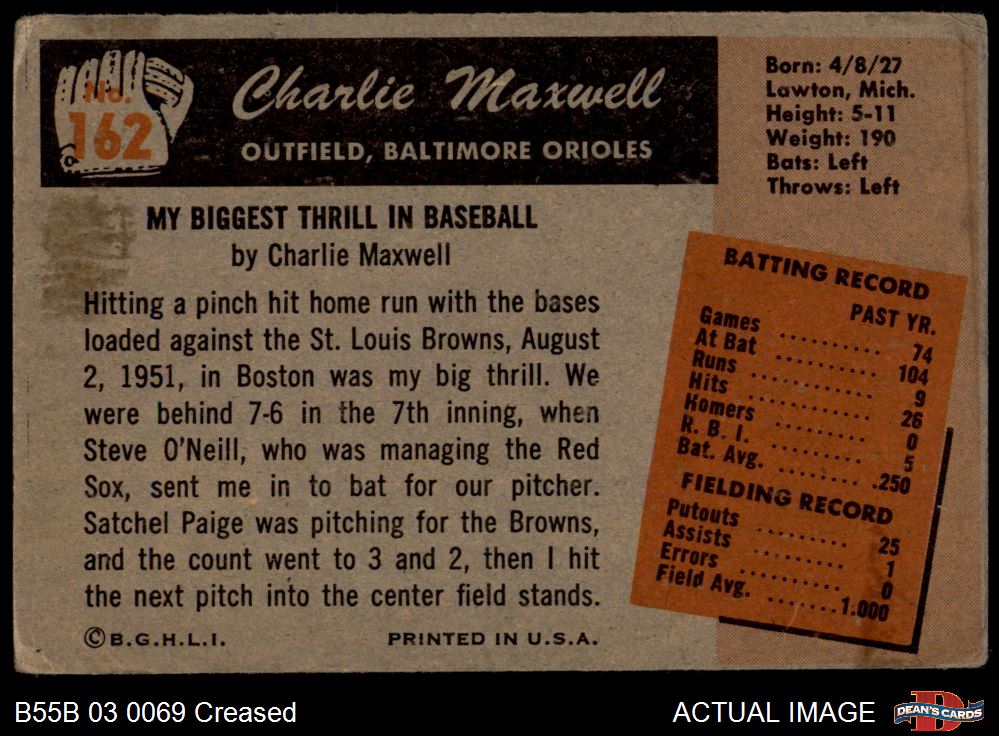 No.
162
Charlie Maxwell
OUTFIELD, BALTIMORE ORIOLES
Born: 4/8/27
Lawton, Mich.
Height: 5-11
Weight: 190
Bats: Left
Throws: Left
MY BIGGEST THRILL IN BASEBALL
by Charlie Maxwell
Hitting a pinch hit home run with the bases
loaded against the St. Louis Browns, August
2, 1951, in Boston was my big thrill. We
were behind 7-6 in the 7th inning, when
Steve O'Neill, who was managing the Red
Sox, sent me in to bat for our pitcher.
Satchel Paige was pitching for the Browns,
and the count went to 3 and 2, then I hit
the next pitch into the center field stands.
©B.G.H.L.I. PRINTED IN U.S.A.
BATTING RECORD
PAST YR.
Games .......... 74
At Bat .......... 104
Runs .......... 9
Hits .......... 26
Homers .......... 0
R. B. I. .......... 5
Bat. Avg. ....... .250
FIELDING RECORD
Putouts ........ 25
Assists ........ 1
Errors .......... 0
Field Avg. .......1.000
B55B 03 0069 Creased
ACTUAL IMAGE
DEAN'S CARDS